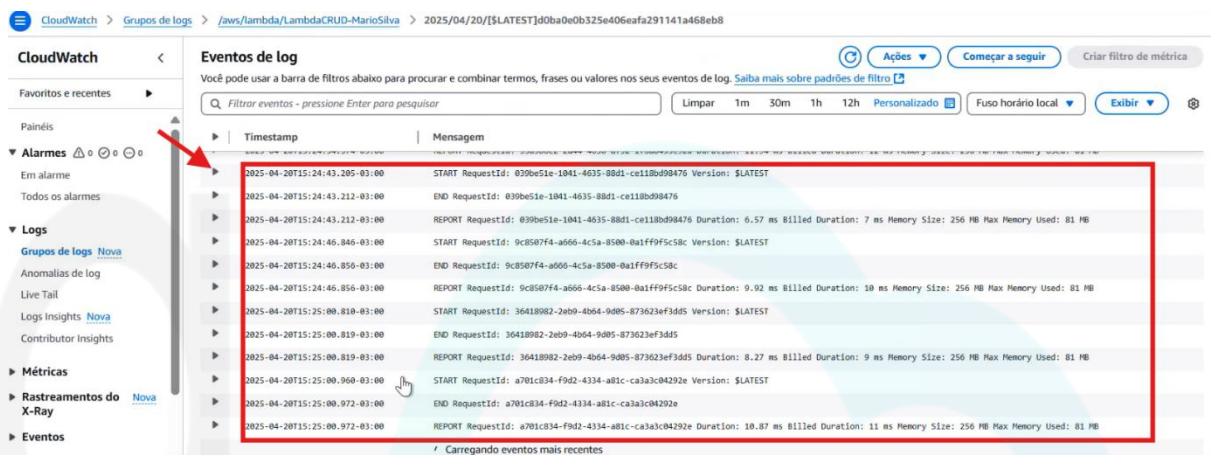 CloudWatch > Grupos de logs > /aws/lambda/LambdaCRUD-MarioSilva > 2025/04/20/[$LATEST]d0ba0e0b325e406eafa291141a468eb8
CloudWatch
Favoritos e recentes
Painéis
Alarmes 0 0 0
Em alarme
Todos os alarmes
Logs
Grupos de logs Nova
Anomalias de log
Live Tail
Logs Insights Nova
Contributor Insights
Métricas
Rastreamentos do X-Ray Nova
Eventos
Eventos de log
Ações
Começar a seguir
Criar filtro de métrica
Você pode usar a barra de filtros abaixo para procurar e combinar termos, frases ou valores nos seus eventos de log. Saiba mais sobre padrões de filtro
Filtrar eventos - pressione Enter para pesquisar
Limpar 1m 30m 1h 12h Personalizado
Fuso horário local
Exibir
Timestamp Mensagem
2025-04-20T15:24:43.205-03:00 START RequestId: 039be51e-1041-4635-88d1-ce118bd98476 Version: $LATEST
2025-04-20T15:24:43.212-03:00 END RequestId: 039be51e-1041-4635-88d1-ce118bd98476
2025-04-20T15:24:43.212-03:00 REPORT RequestId: 039be51e-1041-4635-88d1-ce118bd98476 Duration: 6.57 ms Billed Duration: 7 ms Memory Size: 256 MB Max Memory Used: 81 MB
2025-04-20T15:24:46.846-03:00 START RequestId: 9c8507f4-a666-4c5a-8500-0a1ff9f5c58c Version: $LATEST
2025-04-20T15:24:46.856-03:00 END RequestId: 9c8507f4-a666-4c5a-8500-0a1ff9f5c58c
2025-04-20T15:24:46.856-03:00 REPORT RequestId: 9c8507f4-a666-4c5a-8500-0a1ff9f5c58c Duration: 9.92 ms Billed Duration: 10 ms Memory Size: 256 MB Max Memory Used: 81 MB
2025-04-20T15:25:00.810-03:00 START RequestId: 36418982-2eb9-4b64-9d05-873623ef3dd5 Version: $LATEST
2025-04-20T15:25:00.819-03:00 END RequestId: 36418982-2eb9-4b64-9d05-873623ef3dd5
2025-04-20T15:25:00.819-03:00 REPORT RequestId: 36418982-2eb9-4b64-9d05-873623ef3dd5 Duration: 8.27 ms Billed Duration: 9 ms Memory Size: 256 MB Max Memory Used: 81 MB
2025-04-20T15:25:00.960-03:00 START RequestId: a701c834-f9d2-4334-a81c-ca3a3c04292e Version: $LATEST
2025-04-20T15:25:00.972-03:00 END RequestId: a701c834-f9d2-4334-a81c-ca3a3c04292e
2025-04-20T15:25:00.972-03:00 REPORT RequestId: a701c834-f9d2-4334-a81c-ca3a3c04292e Duration: 10.87 ms Billed Duration: 11 ms Memory Size: 256 MB Max Memory Used: 81 MB
Carregando eventos mais recentes